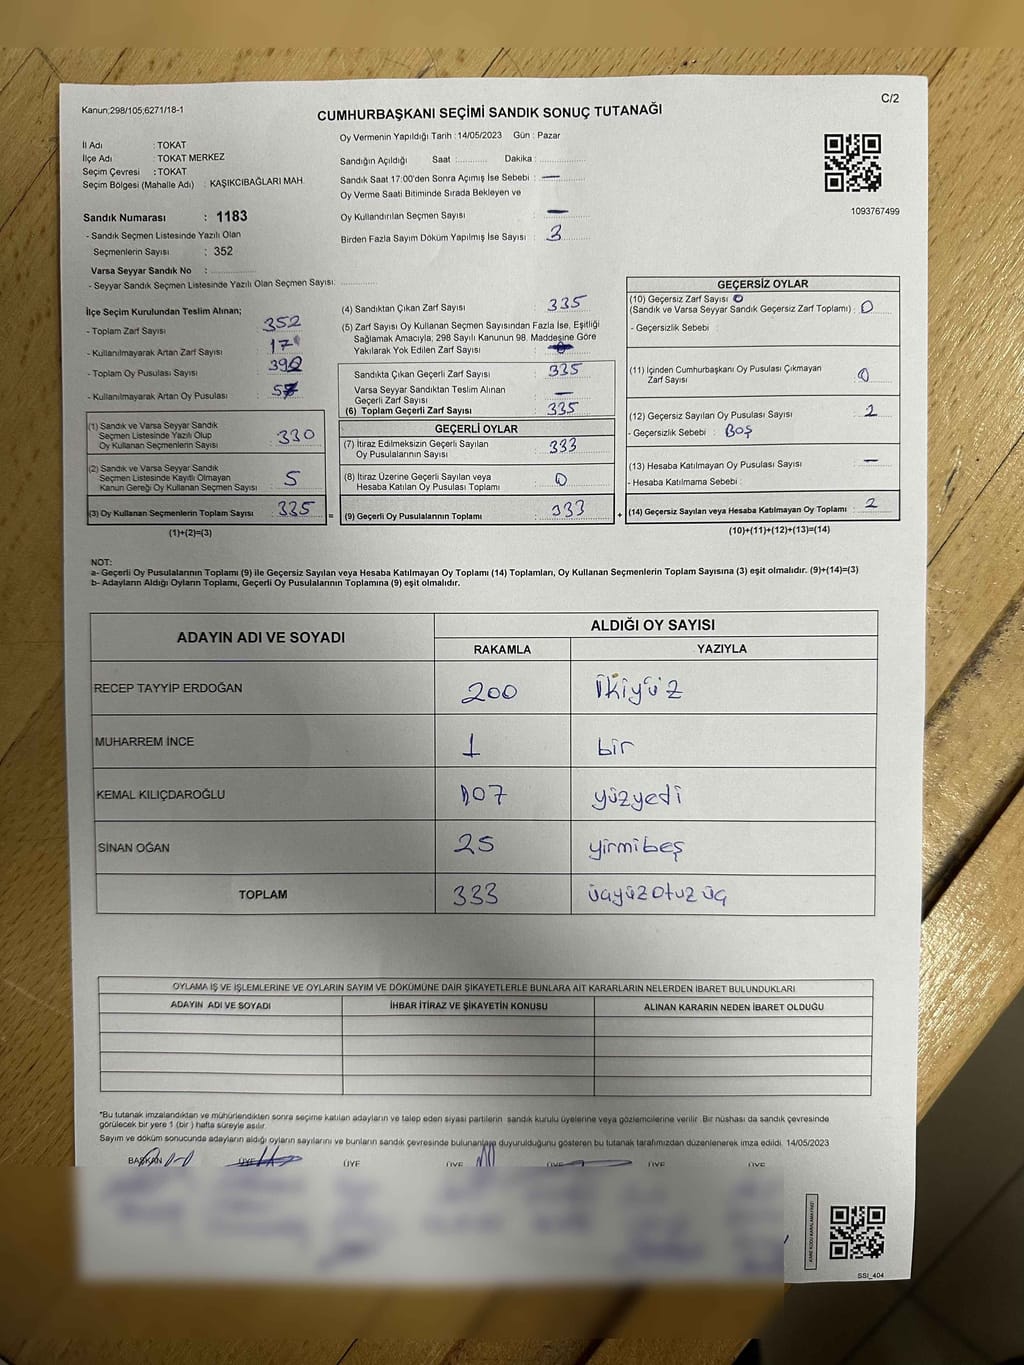 Kanun;298/105;6271/18-1
C/2
CUMHURBAŞKANI SEÇİMİ SANDIK SONUÇ TUTANAĞI
Oy Vermenin Yapıldığı Tarih :14/05/2023 Gün : Pazar
İl Adı : TOKAT
İlçe Adı : TOKAT MERKEZ
Seçim Çevresi : TOKAT
Seçim Bölgesi (Mahalle Adı) : KAŞIKCIBAĞLARI MAH.
Sandığın Açıldığı Saat :............ Dakika :................
Sandık Saat 17:00'den Sonra Açımış İse Sebebi : —
Oy Verme Saati Bitiminde Sırada Bekleyen ve
Oy Kullandırılan Seçmen Sayısı : —
Birden Fazla Sayım Döküm Yapılmış İse Sayısı : 3
1093767499
Sandık Numarası : 1183
- Sandık Seçmen Listesinde Yazılı Olan
Seçmenlerin Sayısı : 352
Varsa Seyyar Sandık No : ................
- Seyyar Sandık Seçmen Listesinde Yazılı Olan Seçmen Sayısı: ................
İlçe Seçim Kurulundan Teslim Alınan;
- Toplam Zarf Sayısı : 352
- Kullanılmayarak Artan Zarf Sayısı : 17
- Toplam Oy Pusulası Sayısı :
- Kullanılmayarak Artan Oy Pusulası :
(1) Sandık ve Varsa Seyyar Sandık
Seçmen Listesinde Yazılı Olup
Oy Kullanan Seçmenlerin Sayısı : 330
(2) Sandık ve Varsa Seyyar Sandık
Seçmen Listesinde Kayıtlı Olmayan
Kanun Gereği Oy Kullanan Seçmen Sayısı : 5
(3) Oy Kullanan Seçmenlerin Toplam Sayısı : 335
(1)+(2)=(3)
(4) Sandıktan Çıkan Zarf Sayısı : 335
(5) Zarf Sayısı Oy Kullanan Seçmen Sayısından Fazla İse, Eşitliği
Sağlamak Amacıyla; 298 Sayılı Kanunun 98. Maddesine Göre
Yakılarak Yok Edilen Zarf Sayısı :
Sandıkta Çıkan Geçerli Zarf Sayısı : 335
Varsa Seyyar Sandıktan Teslim Alınan
Geçerli Zarf Sayısı : —
(6) Toplam Geçerli Zarf Sayısı : 335
GEÇERLİ OYLAR
(7) İtiraz Edilmeksizin Geçerli Sayılan
Oy Pusulalarının Sayısı : 333
(8) İtiraz Üzerine Geçerli Sayılan veya
Hesaba Katılan Oy Pusulası Toplamı : 0
= (9) Geçerli Oy Pusulalarının Toplamı : 333
GEÇERSİZ OYLAR
(10) Geçersiz Zarf Sayısı 0
(Sandık ve Varsa Seyyar Sandık Geçersiz Zarf Toplamı) : 0
- Geçersizlik Sebebi :
(11) İçinden Cumhurbaşkanı Oy Pusulası Çıkmayan
Zarf Sayısı : 0
(12) Geçersiz Sayılan Oy Pusulası Sayısı : 2
- Geçersizlik Sebebi : BOŞ
(13) Hesaba Katılmayan Oy Pusulası Sayısı : —
- Hesaba Katılmama Sebebi :
+ (14) Geçersiz Sayılan veya Hesaba Katılmayan Oy Toplamı : 2
(10)+(11)+(12)+(13)=(14)
NOT:
a- Geçerli Oy Pusulalarının Toplamı (9) ile Geçersiz Sayılan veya Hesaba Katılmayan Oy Toplamı (14) Toplamları, Oy Kullanan Seçmenlerin Toplam Sayısına (3) eşit olmalıdır. (9)+(14)=(3)
b- Adayların Aldığı Oyların Toplamı, Geçerli Oy Pusulalarının Toplamına (9) eşit olmalıdır.
ADAYIN ADI VE SOYADI ALDIĞI OY SAYISI
RAKAMLA YAZIYLA
RECEP TAYYİP ERDOĞAN 200 ikiyüz
MUHARREM İNCE 1 bir
KEMAL KILIÇDAROĞLU 107 yüzyedi
SİNAN OĞAN 25 yirmibeş
TOPLAM 333 üçyüzotuzüç
OYLAMA İŞ VE İŞLEMLERİNE VE OYLARIN SAYIM VE DÖKÜMÜNE DAİR ŞİKAYETLERLE BUNLARA AİT KARARLARIN NELERDEN İBARET BULUNDUKLARI
ADAYIN ADI VE SOYADI İHBAR İTİRAZ VE ŞİKAYETİN KONUSU ALINAN KARARIN NEDEN İBARET OLDUĞU
*Bu tutanak imzalandıktan ve mühürlendikten sonra seçime katılan adayların ve talep eden siyasi partilerin sandık kurulu üyelerine veya gözlemcilerine verilir. Bir nüshası da sandık çevresinde
görülecek bir yere 1 (bir ) hafta süreyle asılır.
Sayım ve döküm sonucunda adayların aldığı oyların sayılarını ve bunların sandık çevresinde bulunanlara duyurulduğunu gösteren bu tutanak tarafımızdan düzenlenerek imza edildi. 14/05/2023
BAŞKAN ÜYE ÜYE ÜYE ÜYE ÜYE ÜYE
SSI_404